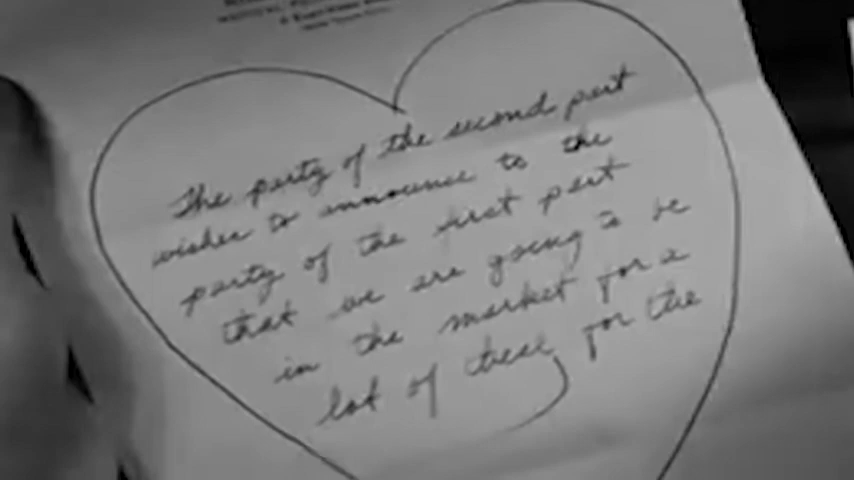 The party of the second part
wishes to announce to the
party of the first part
that we are going to be
in the market for a
lot of these for the